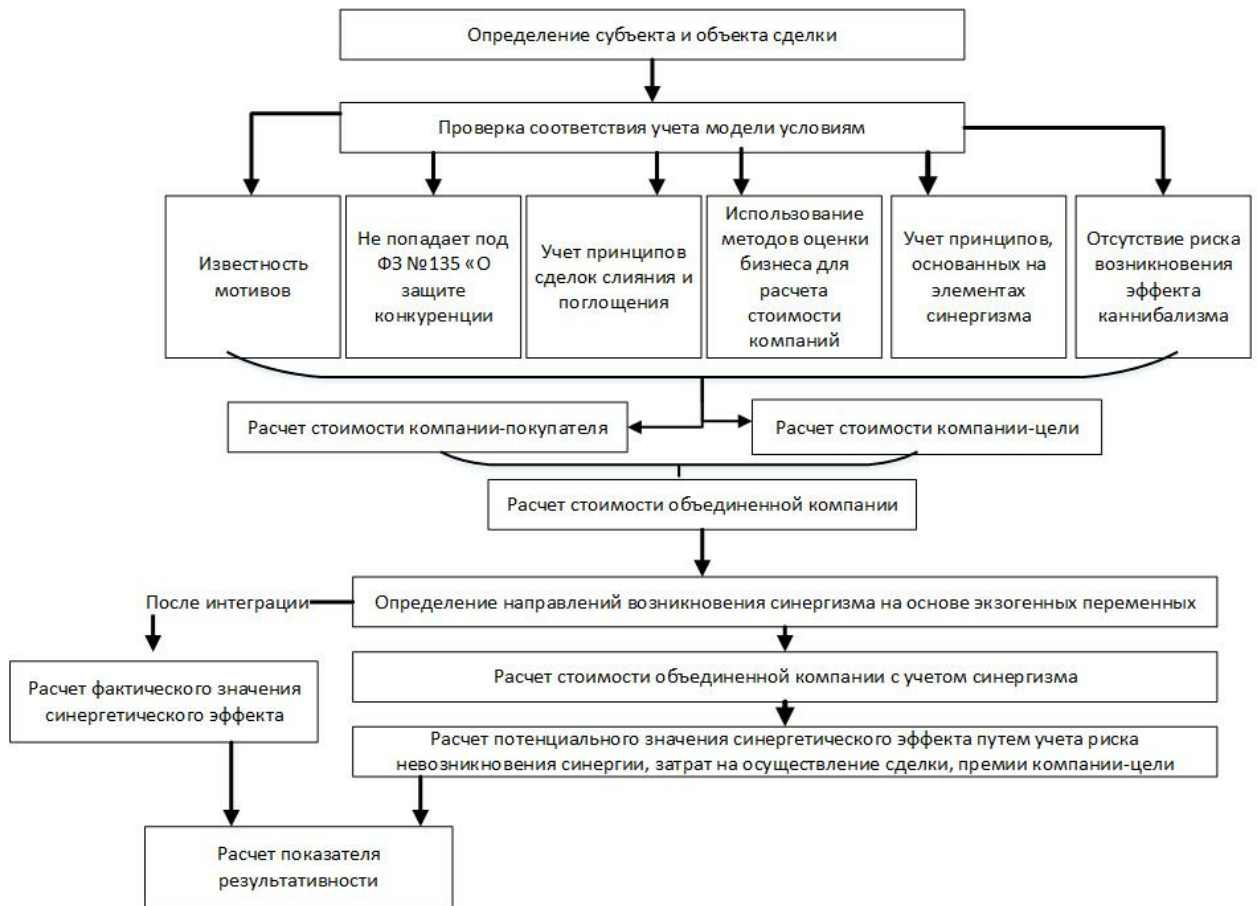 Определение субъекта и объекта сделки
Проверка соответствия учета модели условиям
Известность
мотивов
Не попадает под
ФЗ №135 «О
защите
конкуренции
Учет принципов
сделок слияния и
поглощения
Использование
методов оценки
бизнеса для
расчета
стоимости
компаний
Учет принципов,
основанных на
элементах
синергизма
Отсутствие риска
возникновения
эффекта
каннибализма
Расчет стоимости компании-покупателя
Расчет стоимости компании-цели
Расчет стоимости объединенной компании
После интеграции
Определение направлений возникновения синергизма на основе экзогенных переменных
Расчет фактического значения
синергетического эффекта
Расчет стоимости объединенной компании с учетом синергизма
Расчет потенциального значения синергетического эффекта путем учета риска
невозникновения синергии, затрат на осуществление сделки, премии компании-цели
Расчет показателя
результативности